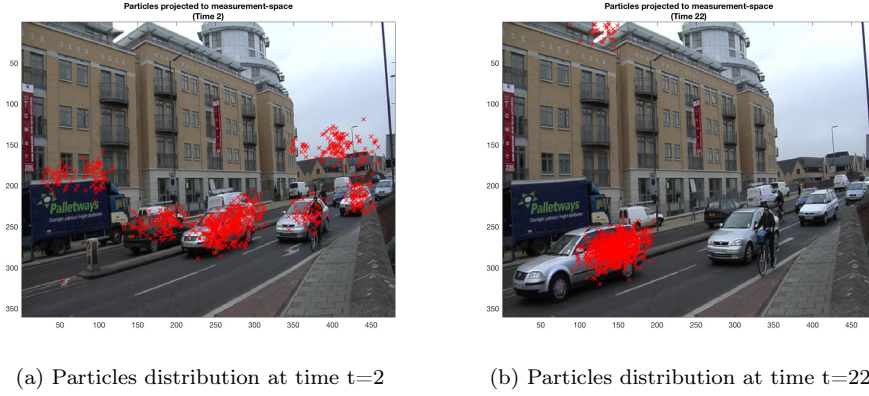 Particles projected to measurement-space
(Time 2)
50
100
150
200
250
300
350
50 100 150 200 250 300 350 400 450
Palletways
(a) Particles distribution at time t=2
Particles projected to measurement-space
(Time 22)
50
100
150
200
250
300
350
50 100 150 200 250 300 350 400 450
Palletways
(b) Particles distribution at time t=22